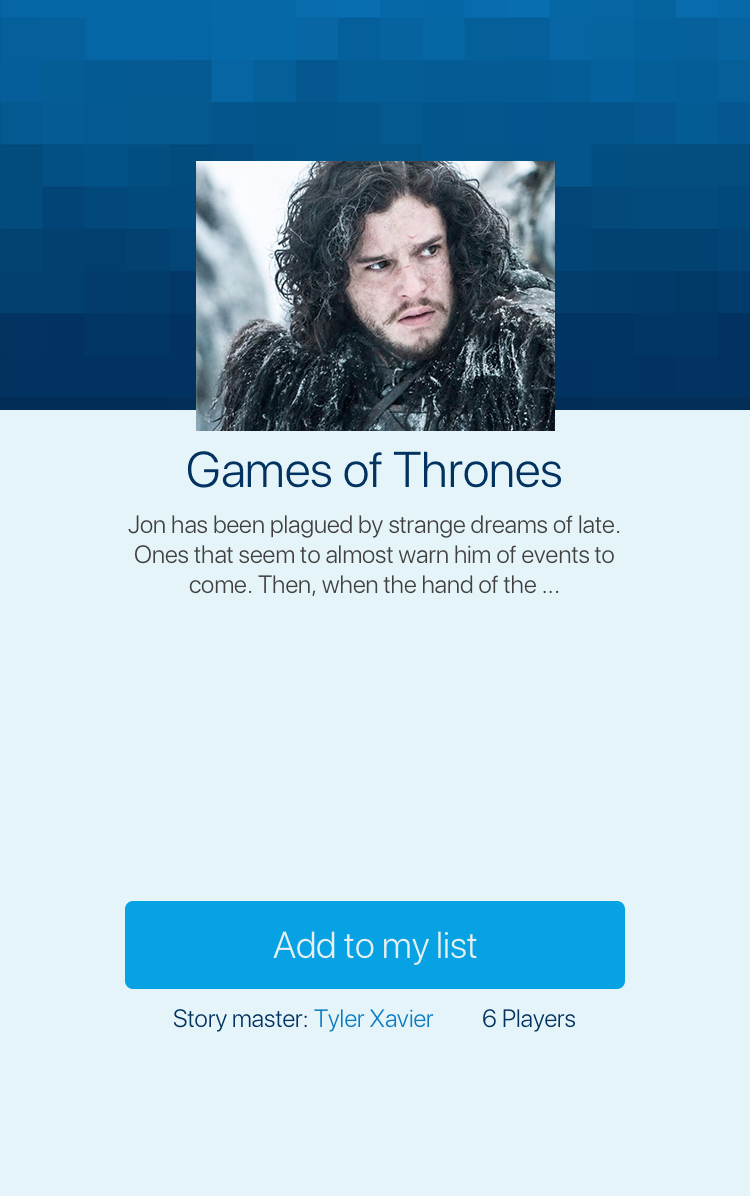 Games of Thrones
Jon has been plagued by strange dreams of late.
Ones that seem to almost warn him of events to
come. Then, when the hand of the ...
Add to my list
Story master: Tyler Xavier 6 Players